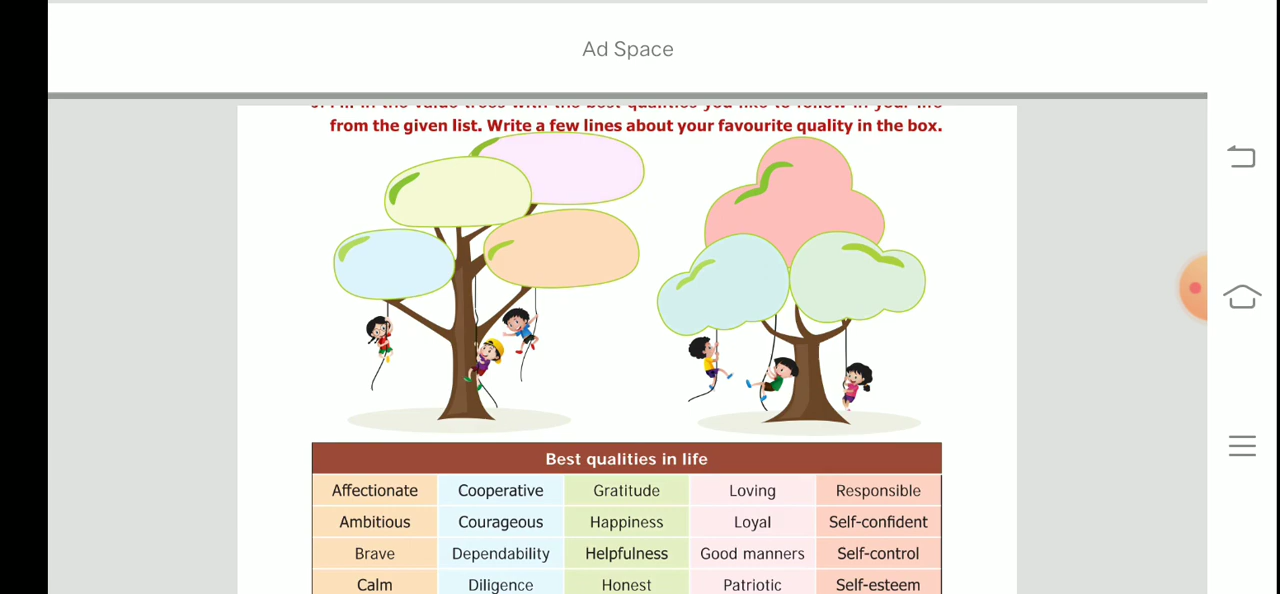 Ad Space
from the given list. Write a few lines about your favourite quality in the box.
Best qualities in life
Affectionate Cooperative Gratitude Loving Responsible
Ambitious Courageous Happiness Loyal Self-confident
Brave Dependability Helpfulness Good manners Self-control
Calm Diligence Honest Patriotic Self-esteem